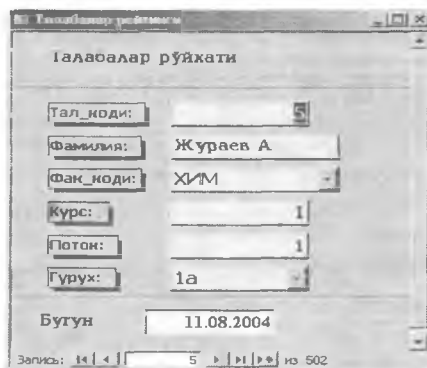 Талабалар рейтинги
Талабалар рўйхати
Тал_коди: 5
Фамилия: Жураев А
Фак_коди: ХИМ
Курс: 1
Поток: 1
Гурух: 1а
Бугун 11.08.2004
Запись: 5 из 502